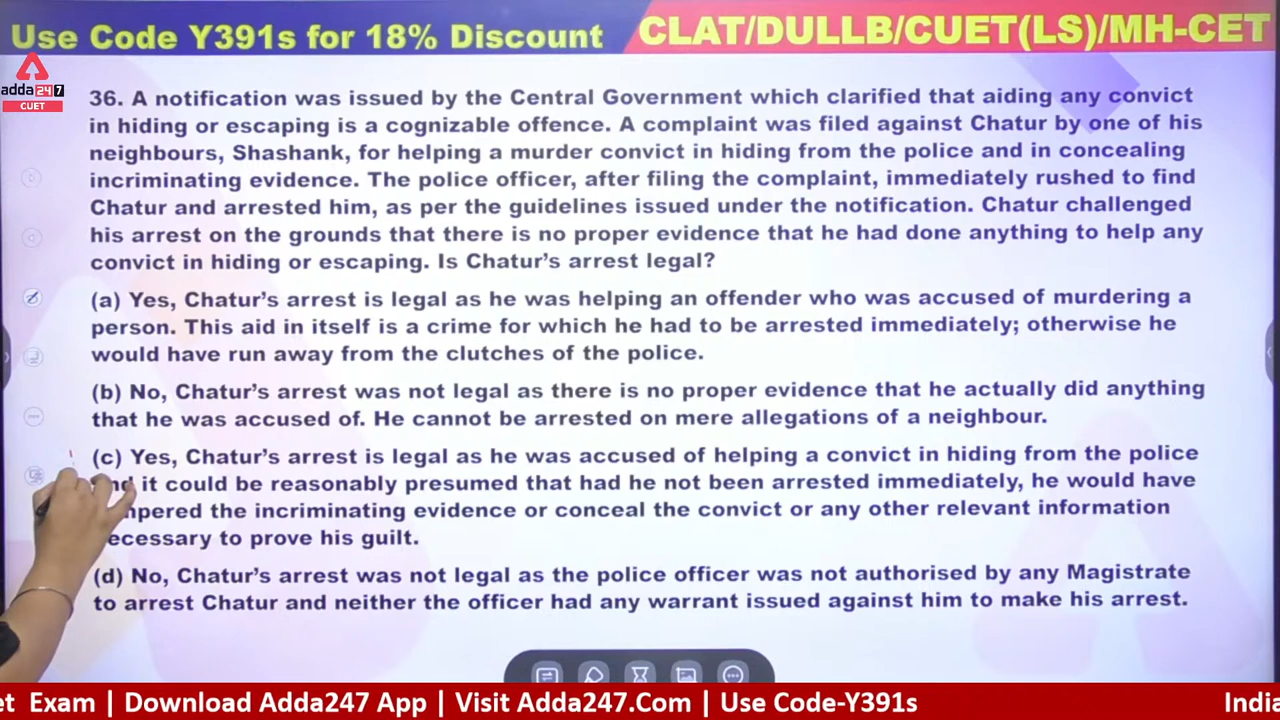 Use Code Y391s for 18% Discount
CLAT/DULLB/CUET(LS)/MH-CET
adda247
CUET
36. A notification was issued by the Central Government which clarified that aiding any convict
in hiding or escaping is a cognizable offence. A complaint was filed against Chatur by one of his
neighbours, Shashank, for helping a murder convict in hiding from the police and in concealing
incriminating evidence. The police officer, after filing the complaint, immediately rushed to find
Chatur and arrested him, as per the guidelines issued under the notification. Chatur challenged
his arrest on the grounds that there is no proper evidence that he had done anything to help any
convict in hiding or escaping. Is Chatur's arrest legal?
(a) Yes, Chatur's arrest is legal as he was helping an offender who was accused of murdering a
person. This aid in itself is a crime for which he had to be arrested immediately; otherwise he
would have run away from the clutches of the police.
(b) No, Chatur's arrest was not legal as there is no proper evidence that he actually did anything
that he was accused of. He cannot be arrested on mere allegations of a neighbour.
(c) Yes, Chatur's arrest is legal as he was accused of helping a convict in hiding from the police
it could be reasonably presumed that had he not been arrested immediately, he would have
the incriminating evidence or conceal the convict or any other relevant information
to prove his guilt.
(d) No, Chatur's arrest was not legal as the police officer was not authorised by any Magistrate
to arrest Chatur and neither the officer had any warrant issued against him to make his arrest.
Exam | Download Adda247 App | Visit Adda247.Com | Use Code-Y391s